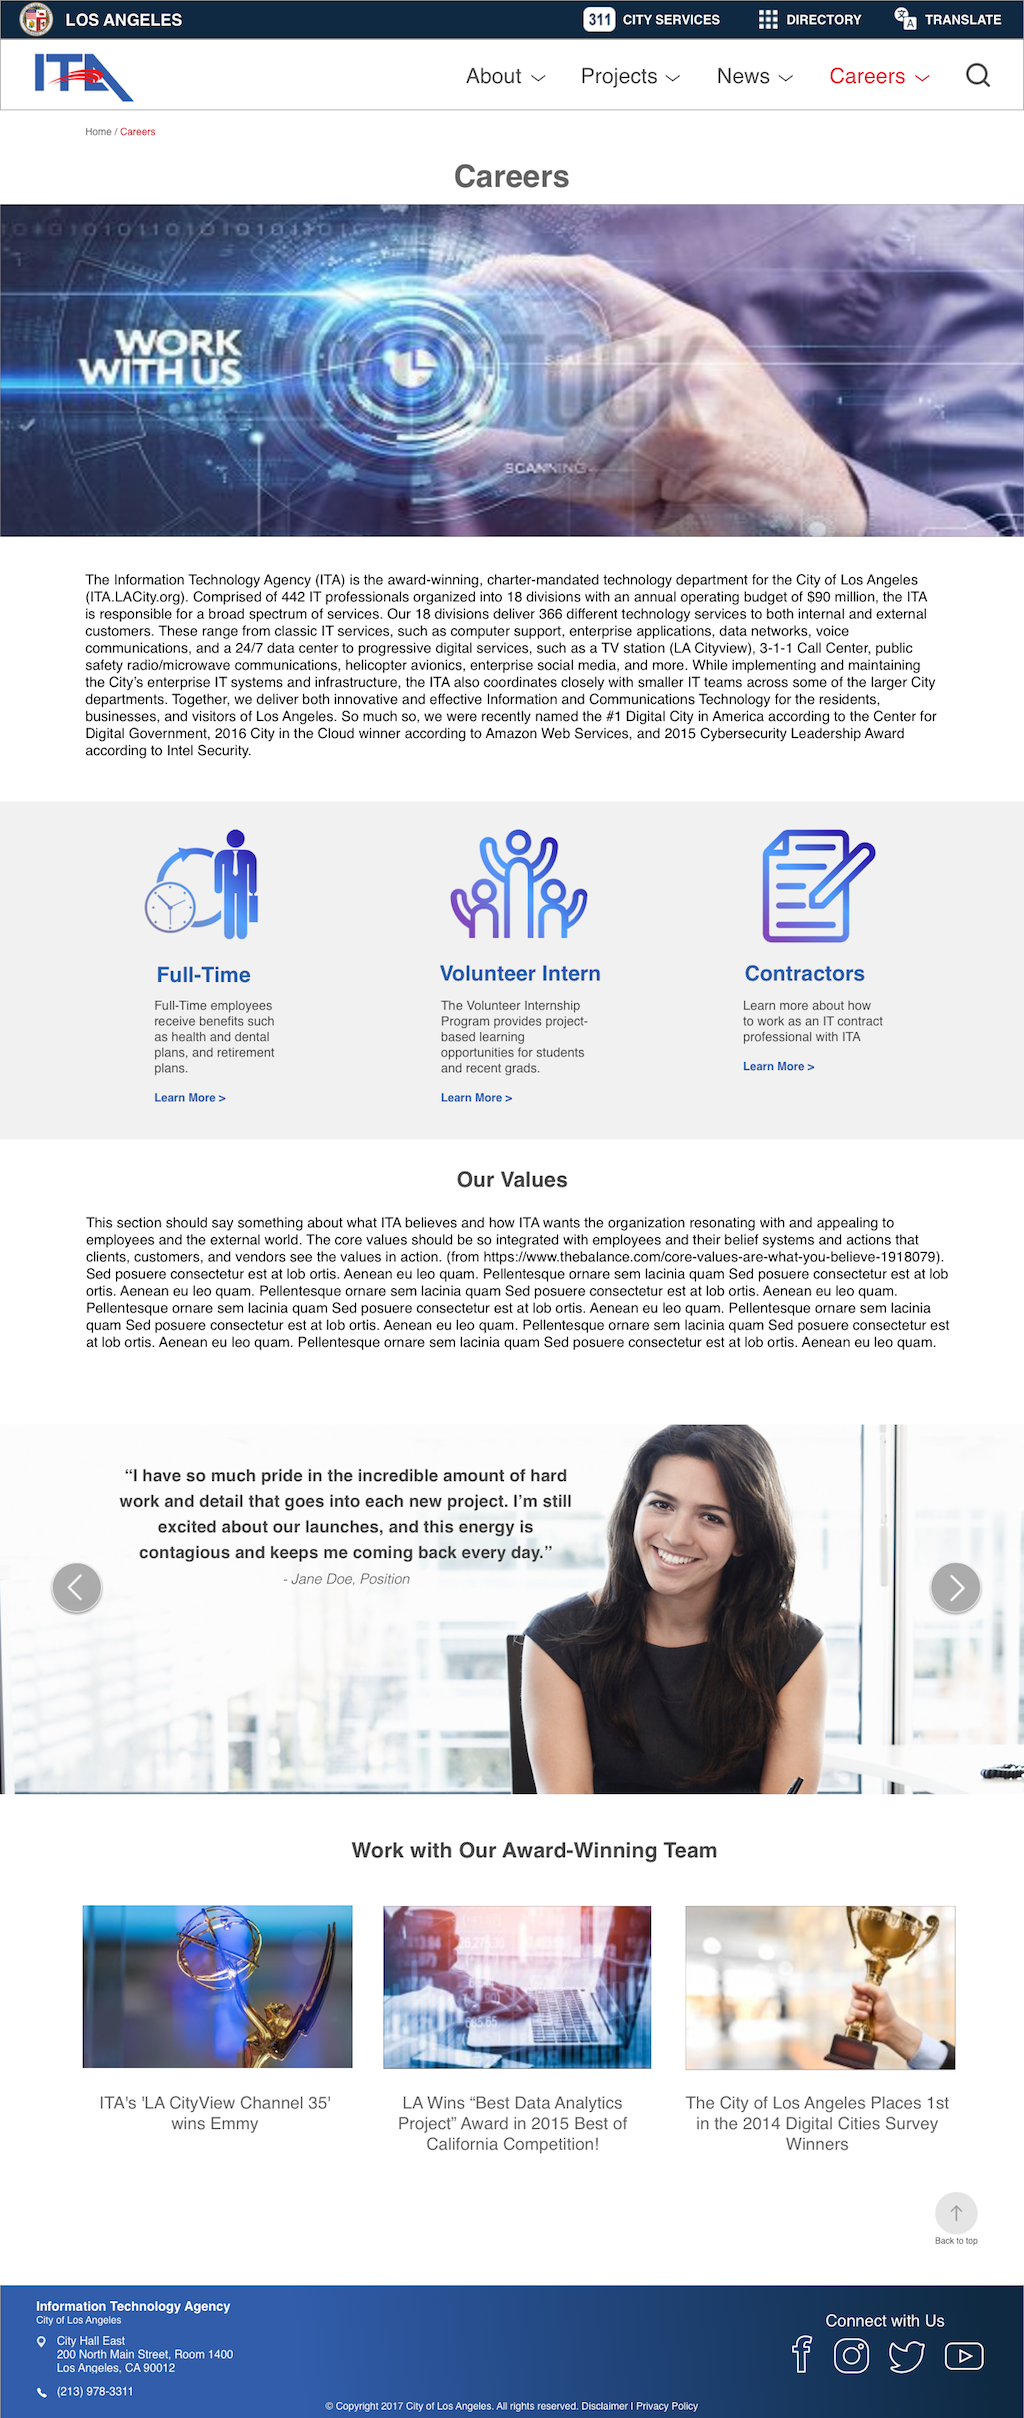 LOS ANGELES
311 CITY SERVICES
DIRECTORY
TRANSLATE
ITA
About
Projects
News
Careers
Home / Careers
Careers
WORK
WITH US
STOCK
SCANNING
The Information Technology Agency (ITA) is the award-winning, charter-mandated technology department for the City of Los Angeles
(ITA.LACity.org). Comprised of 442 IT professionals organized into 18 divisions with an annual operating budget of $90 million, the ITA
is responsible for a broad spectrum of services. Our 18 divisions deliver 366 different technology services to both internal and external
customers. These range from classic IT services, such as computer support, enterprise applications, data networks, voice
communications, and a 24/7 data center to progressive digital services, such as a TV station (LA Cityview), 3-1-1 Call Center, public
safety radio/microwave communications, helicopter avionics, enterprise social media, and more. While implementing and maintaining
the City's enterprise IT systems and infrastructure, the ITA also coordinates closely with smaller IT teams across some of the larger City
departments. Together, we deliver both innovative and effective Information and Communications Technology for the residents,
businesses, and visitors of Los Angeles. So much so, we were recently named the #1 Digital City in America according to the Center for
Digital Government, 2016 City in the Cloud winner according to Amazon Web Services, and 2015 Cybersecurity Leadership Award
according to Intel Security.
Full-Time
Full-Time employees
receive benefits such
as health and dental
plans, and retirement
plans.
Learn More >
Volunteer Intern
The Volunteer Internship
Program provides project-
based learning
opportunities for students
and recent grads.
Learn More >
Contractors
Learn more about how
to work as an IT contract
professional with ITA
Learn More >
Our Values
This section should say something about what ITA believes and how ITA wants the organization resonating with and appealing to
employees and the external world. The core values should be so integrated with employees and their belief systems and actions that
clients, customers, and vendors see the values in action. (from https://www.thebalance.com/core-values-are-what-you-believe-1918079).
Sed posuere consectetur est at lob ortis. Aenean eu leo quam. Pellentesque ornare sem lacinia quam Sed posuere consectetur est at lob
ortis. Aenean eu leo quam. Pellentesque ornare sem lacinia quam Sed posuere consectetur est at lob ortis. Aenean eu leo quam.
Pellentesque ornare sem lacinia quam Sed posuere consectetur est at lob ortis. Aenean eu leo quam. Pellentesque ornare sem lacinia
quam Sed posuere consectetur est at lob ortis. Aenean eu leo quam. Pellentesque ornare sem lacinia quam Sed posuere consectetur est
at lob ortis. Aenean eu leo quam. Pellentesque ornare sem lacinia quam Sed posuere consectetur est at lob ortis. Aenean eu leo quam.
“I have so much pride in the incredible amount of hard
work and detail that goes into each new project. I’m still
excited about our launches, and this energy is
contagious and keeps me coming back every day.”
- Jane Doe, Position
Work with Our Award-Winning Team
ITA's 'LA CityView Channel 35'
wins Emmy
LA Wins “Best Data Analytics
Project” Award in 2015 Best of
California Competition!
The City of Los Angeles Places 1st
in the 2014 Digital Cities Survey
Winners
Back to top
Information Technology Agency
City of Los Angeles
City Hall East
200 North Main Street, Room 1400
Los Angeles, CA 90012
(213) 978-3311
Connect with Us
© Copyright 2017 City of Los Angeles. All rights reserved. Disclaimer | Privacy Policy